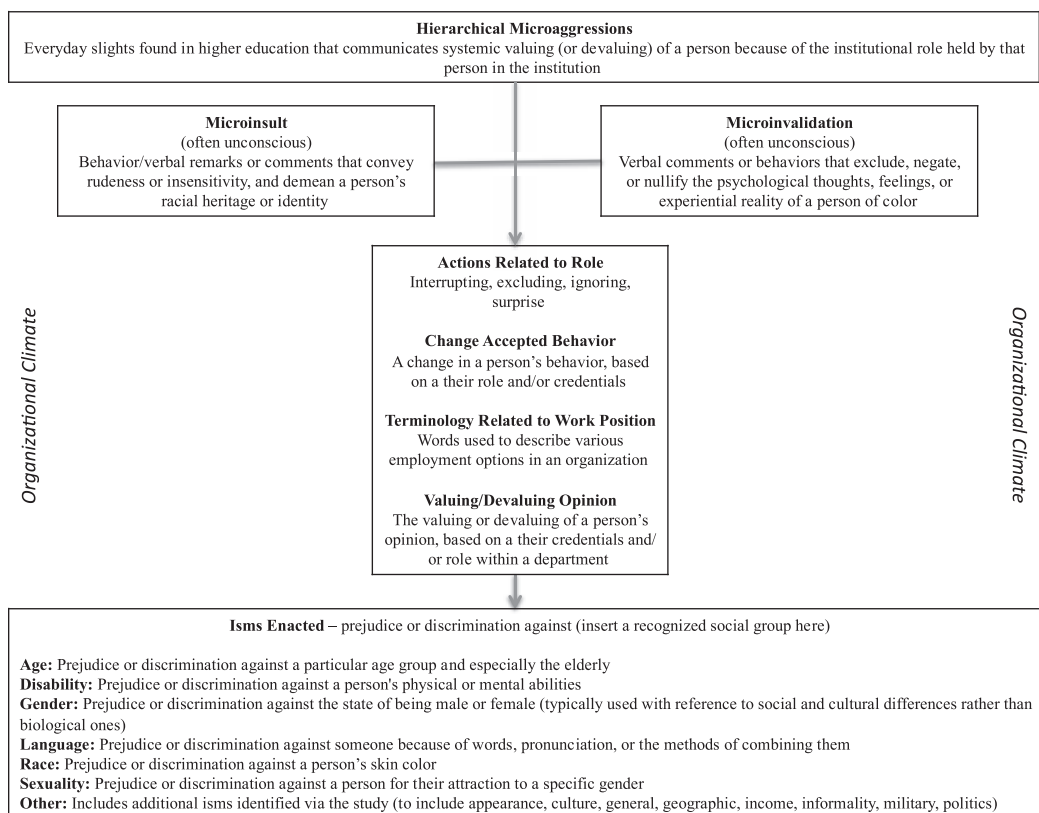 Hierarchical Microaggressions
Everyday slights found in higher education that communicates systemic valuing (or devaluing) of a person because of the institutional role held by that
person in the institution
Microinsult
(often unconscious)
Behavior/verbal remarks or comments that convey
rudeness or insensitivity, and demean a person’s
racial heritage or identity
Microinvalidation
(often unconscious)
Verbal comments or behaviors that exclude, negate,
or nullify the psychological thoughts, feelings, or
experiential reality of a person of color
Organizational Climate
Actions Related to Role
Interrupting, excluding, ignoring,
surprise
Change Accepted Behavior
A change in a person’s behavior, based
on a their role and/or credentials
Terminology Related to Work Position
Words used to describe various
employment options in an organization
Valuing/Devaluing Opinion
The valuing or devaluing of a person’s
opinion, based on a their credentials and/
or role within a department
Organizational Climate
Isms Enacted – prejudice or discrimination against (insert a recognized social group here)
Age: Prejudice or discrimination against a particular age group and especially the elderly
Disability: Prejudice or discrimination against a person's physical or mental abilities
Gender: Prejudice or discrimination against the state of being male or female (typically used with reference to social and cultural differences rather than
biological ones)
Language: Prejudice or discrimination against someone because of words, pronunciation, or the methods of combining them
Race: Prejudice or discrimination against a person’s skin color
Sexuality: Prejudice or discrimination against a person for their attraction to a specific gender
Other: Includes additional isms identified via the study (to include appearance, culture, general, geographic, income, informality, military, politics)